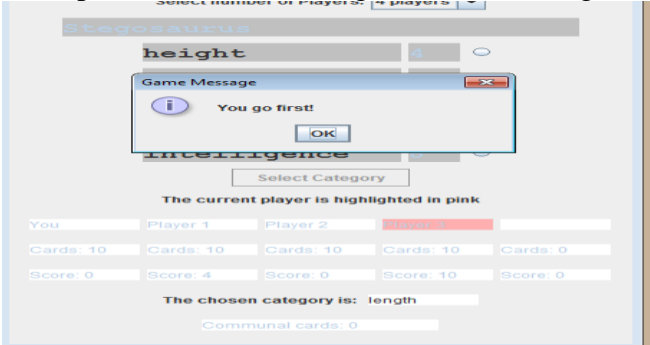 Select number of Players: 4 players
Stegosaurus
height 4
Game Message
You go first!
OK
intelligence
Select Category
The current player is highlighted in pink
You Player 1 Player 2 Player 3
Cards: 10 Cards: 10 Cards: 10 Cards: 10 Cards: 0
Score: 0 Score: 4 Score: 0 Score: 10 Score: 0
The chosen category is: length
Communal cards: 0